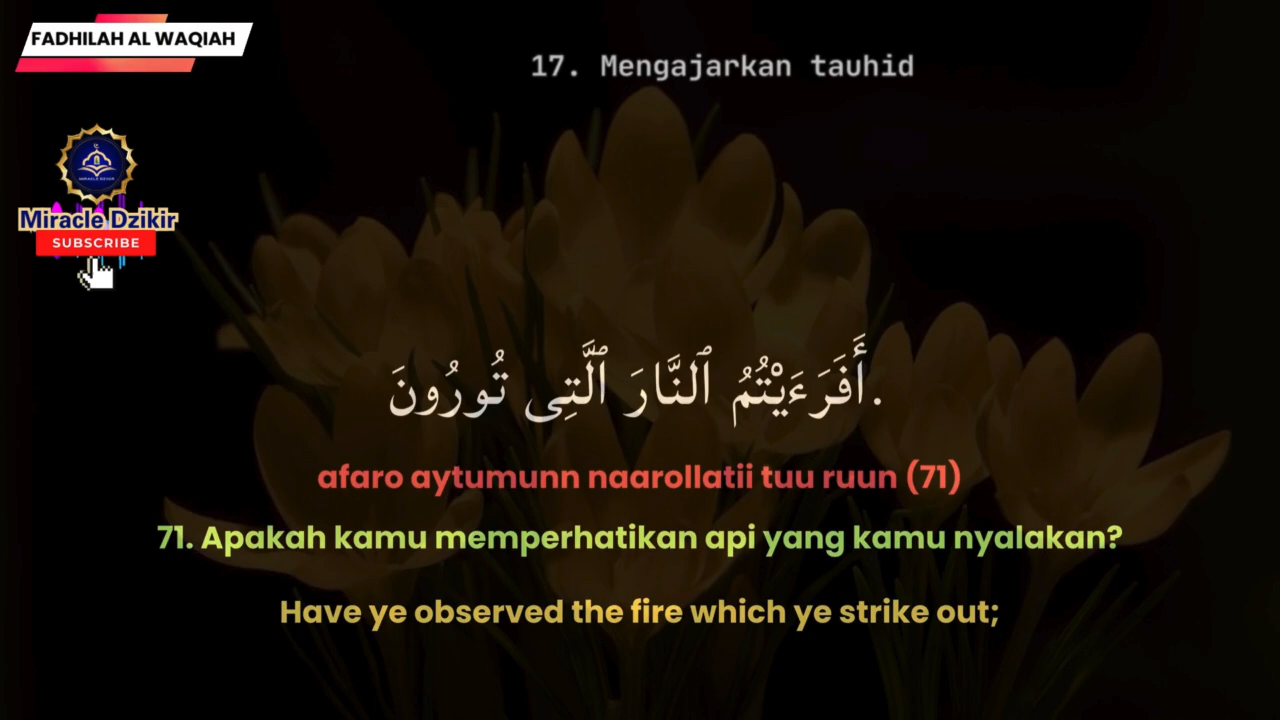 FADHILAH AL WAQIAH
17. Mengajarkan tauhid
Miracle Dzikir
SUBSCRIBE
أَفَرَءَيْتُمُ ٱلنَّارَ ٱلَّتِى تُورُونَ.
afaro aytumunn naarollatii tuu ruun (71)
71. Apakah kamu memperhatikan api yang kamu nyalakan?
Have ye observed the fire which ye strike out;